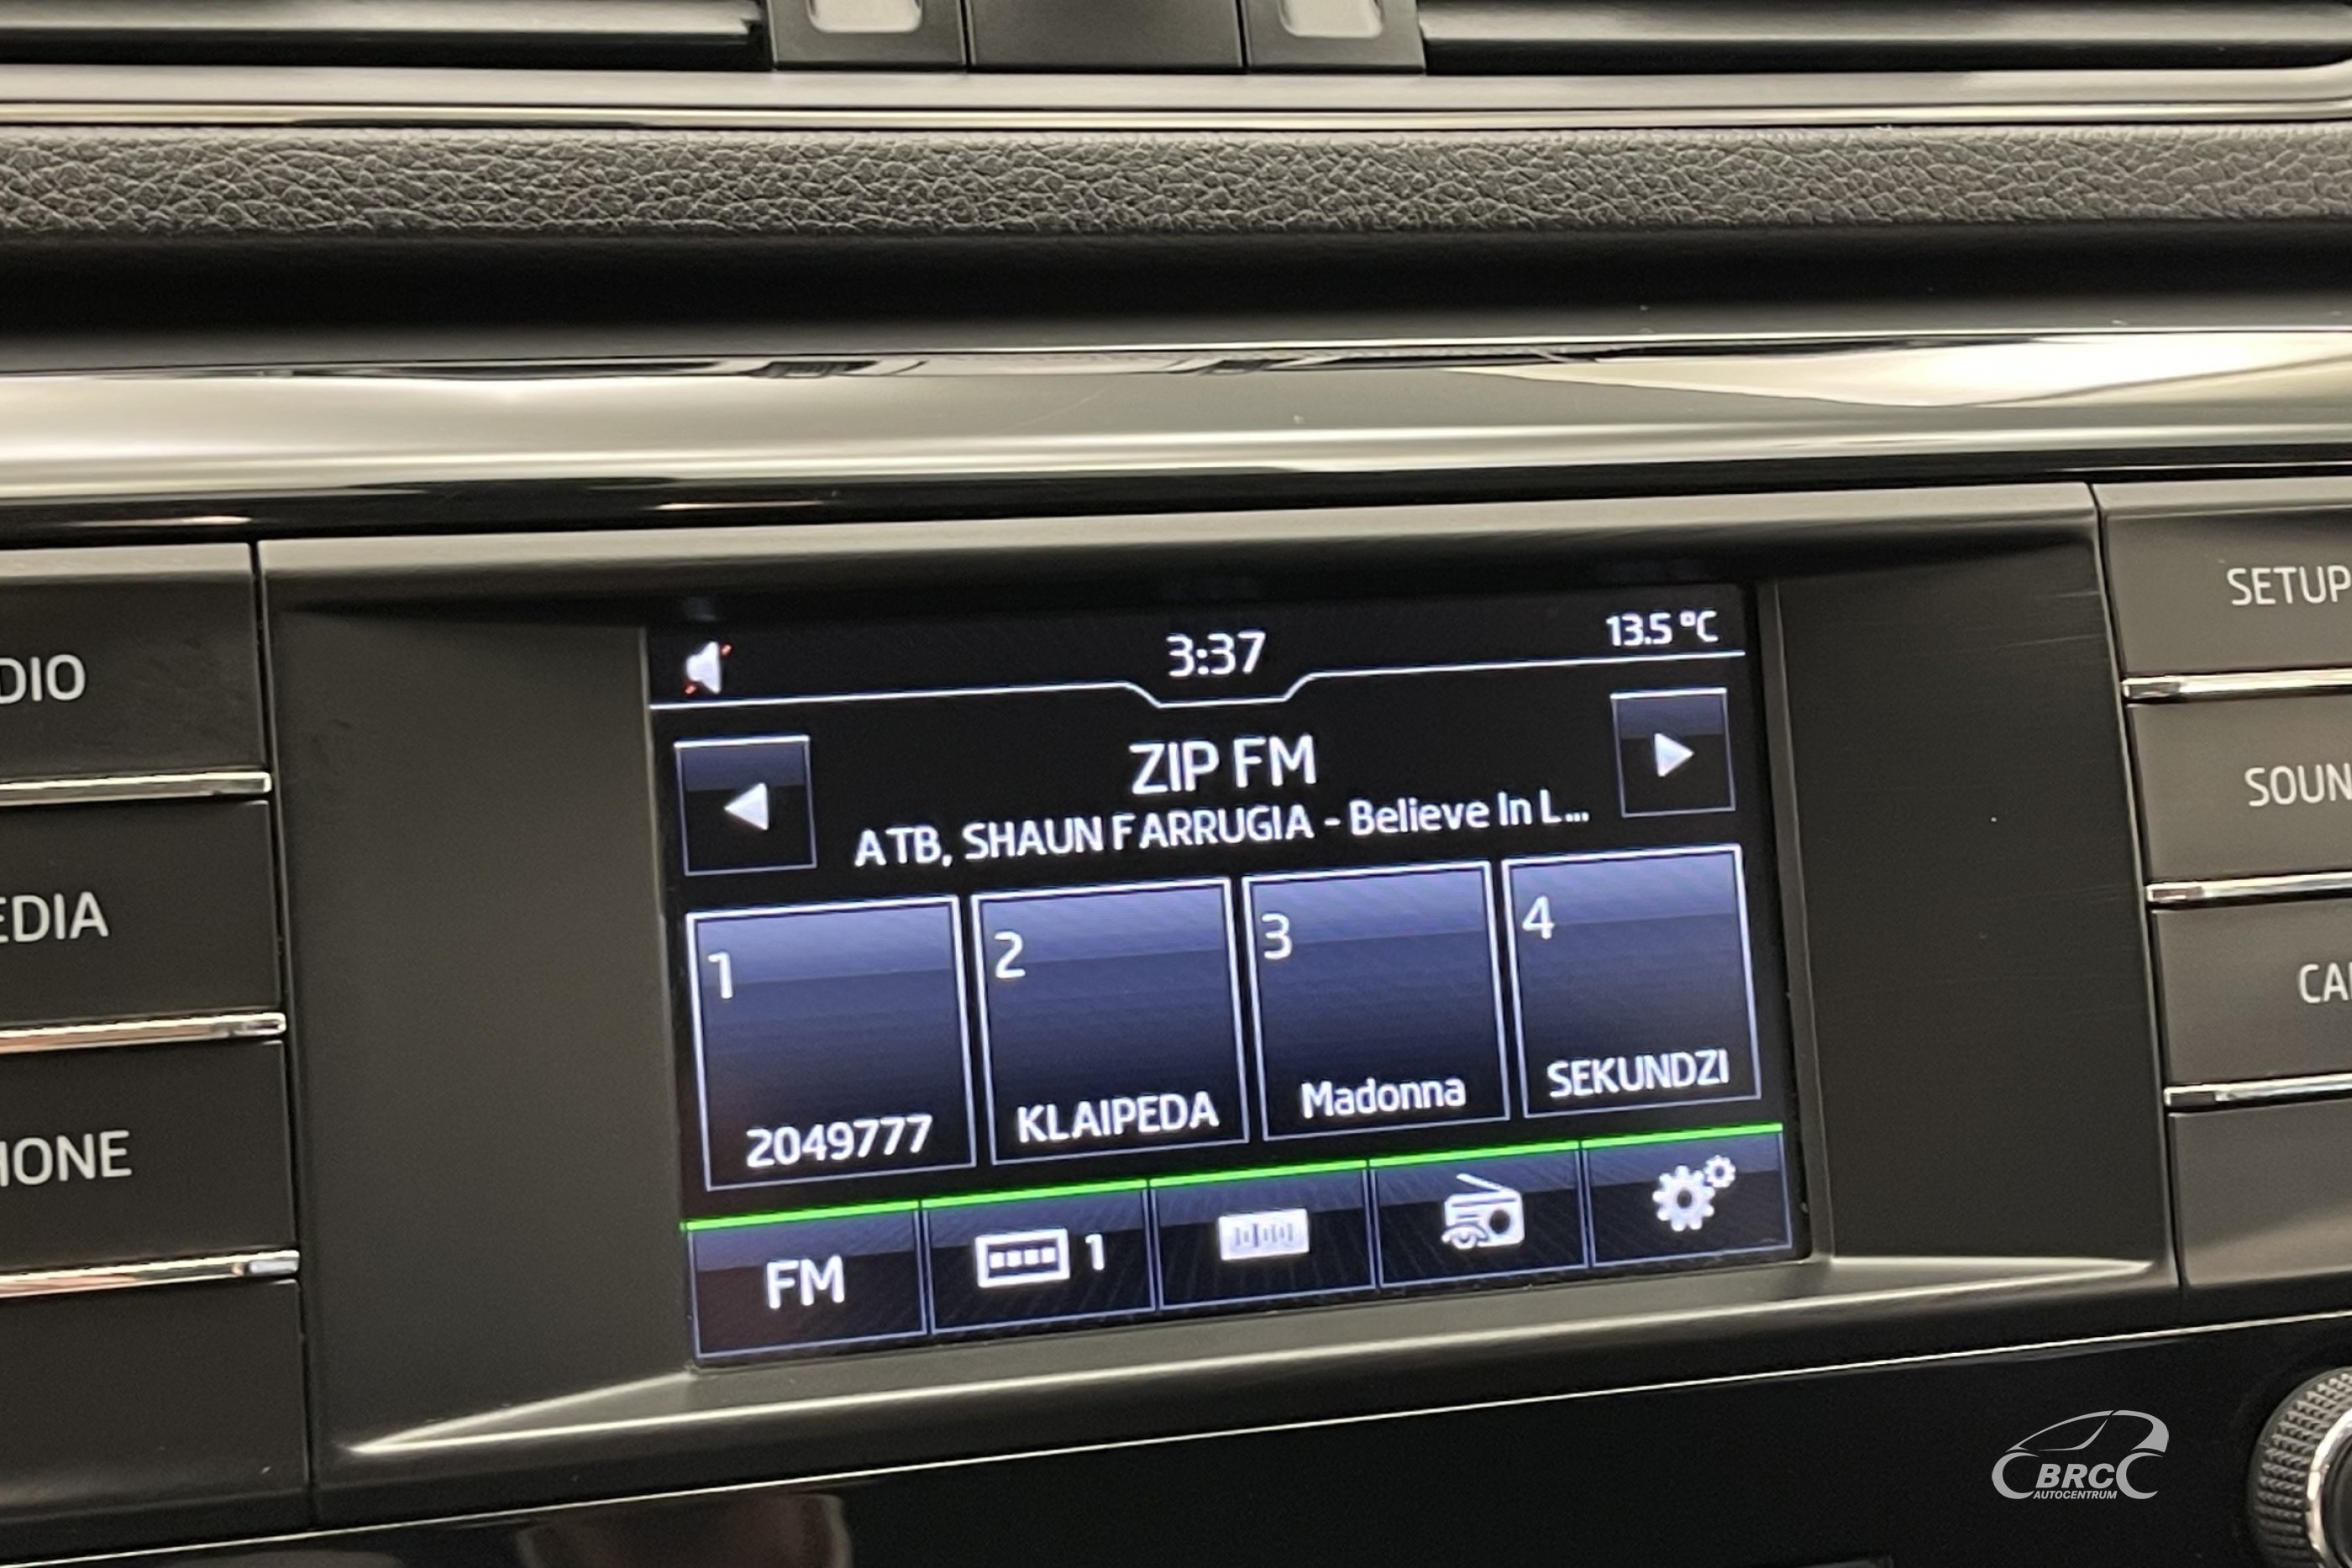 3:37
13.5 °C
ZIP FM
ATB, SHAUN FARRUGIA - Believe In L...
1
2
3
4
2049777
KLAIPEDA
Madonna
SEKUNDZI
FM
1
DIO
EDIA
HONE
SETUP
SOUN
CA
BRC
AUTOCENTRUM